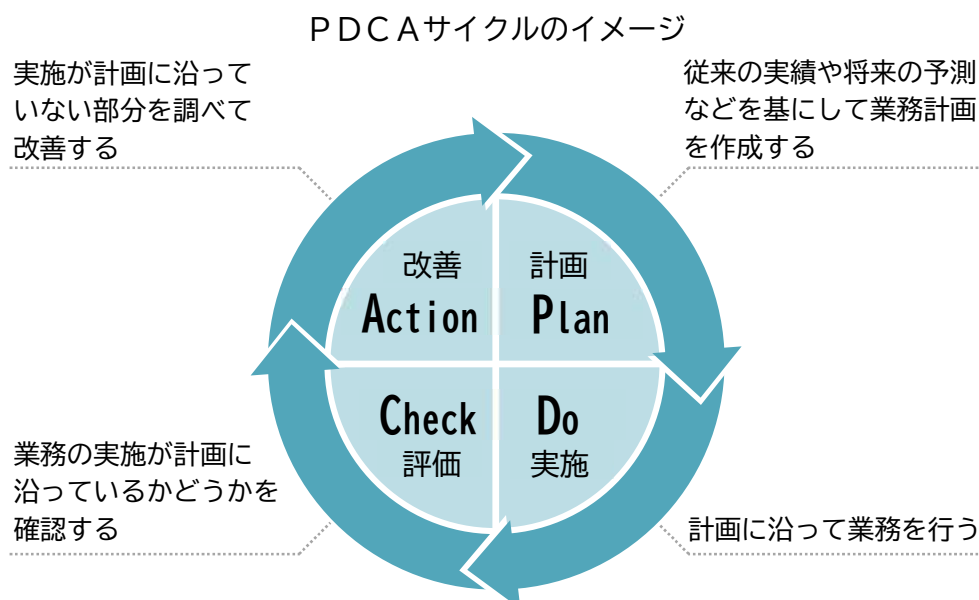 PDCAサイクルのイメージ
実施が計画に沿って
いない部分を調べて
改善する
従来の実績や将来の予測
などを基にして業務計画
を作成する
改善
Action
計画
Plan
Check
評価
Do
実施
業務の実施が計画に
沿っているかどうかを
確認する
計画に沿って業務を行う